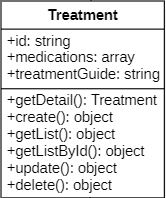 Treatment
+id: string
+medications: array
+treatmentGuide: string
+getDetail(): Treatment
+create(): object
+getList(): object
+getListById(): object
+update(): object
+delete(): object